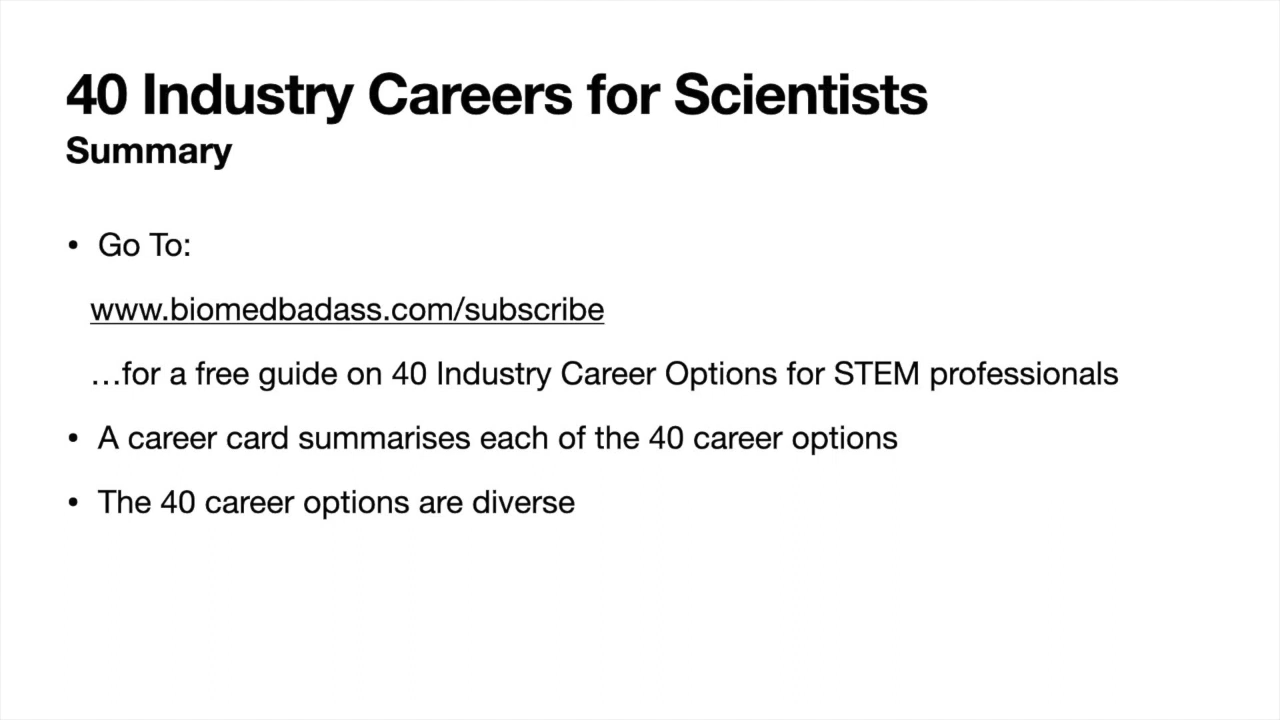 40 Industry Careers for Scientists
Summary
• Go To:
www.biomedbadass.com/subscribe
…for a free guide on 40 Industry Career Options for STEM professionals
• A career card summarises each of the 40 career options
• The 40 career options are diverse